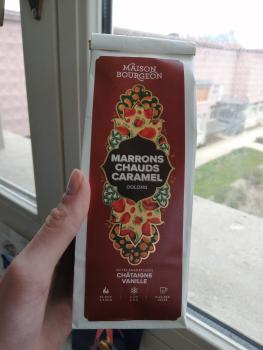 MAISON
BOURGEON
MARRONS
CHAUDS
CARAMEL
OOLONG
CHÂTAIGNE
VANILLE